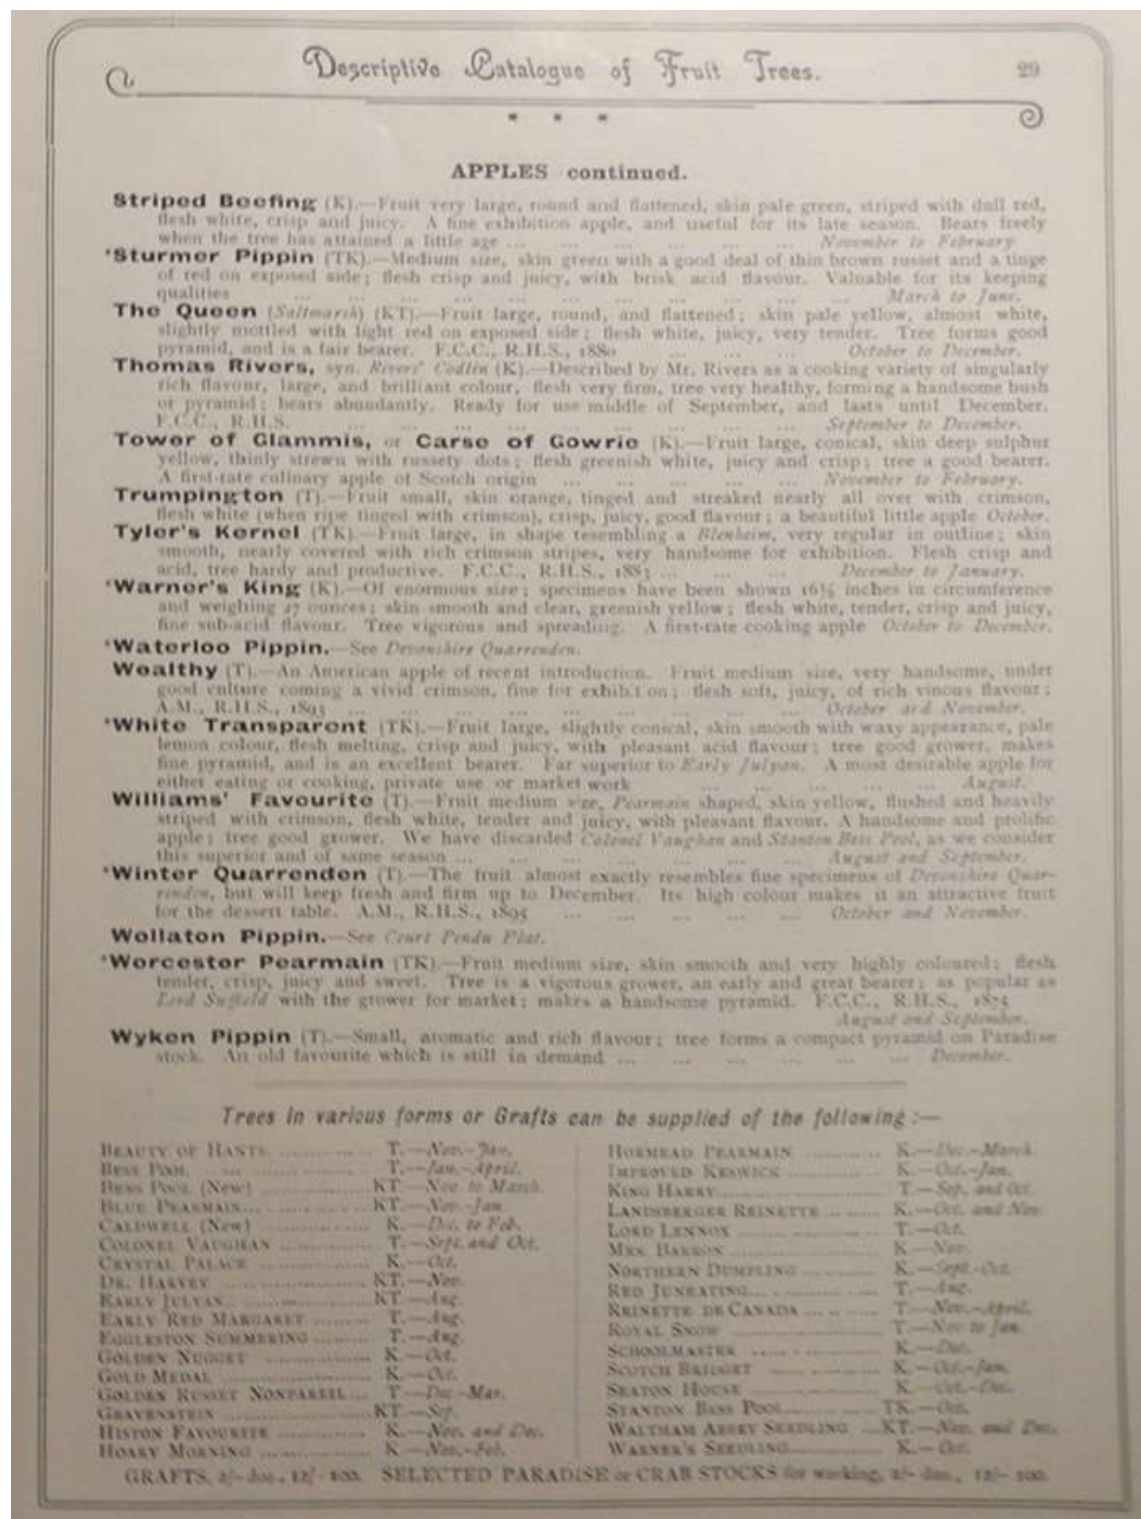 Descriptive Catalogue of Fruit Trees. 29
APPLES continued.
Striped Beefing (K).—Fruit very large, round and flattened, skin pale green, striped with dull red,
flesh white, crisp and juicy. A fine exhibition apple, and useful for its late season. Bears freely
when the tree has attained a little age ... ... ... ... ... ... November to February
*Sturmer Pippin (TK).—Medium size, skin green with a good deal of thin brown russet and a tinge
of red on exposed side; flesh crisp and juicy, with brisk acid flavour. Valuable for its keeping
qualities ... ... ... ... ... ... ... ... ... ... ... March to June.
The Queen (Saltmarsh) (KT).—Fruit large, round, and flattened; skin pale yellow, almost white,
slightly mottled with light red on exposed side; flesh white, juicy, very tender. Tree forms good
pyramid, and is a fair bearer. F.C.C., R.H.S., 1880 ... ... ... October to December.
Thomas Rivers, syn. Rivers' Codlin (K).—Described by Mr. Rivers as a cooking variety of singularly
rich flavour, large, and brilliant colour, flesh very firm, tree very healthy, forming a handsome bush
or pyramid; bears abundantly. Ready for use middle of September, and lasts until December.
F.C.C., R.H.S. ... ... ... ... ... ... ... ... ... September to December.
Tower of Glammis, or Carse of Gowrie (K).—Fruit large, conical, skin deep sulphur
yellow, thinly strewn with russety dots; flesh greenish white, juicy and crisp; tree a good bearer.
A first-rate culinary apple of Scotch origin ... ... ... ... ... November to February.
Trumpington (T).—Fruit small, skin orange, tinged and streaked nearly all over with crimson,
flesh white (when ripe tinged with crimson), crisp, juicy, good flavour; a beautiful little apple October.
Tyler's Kernel (TK).—Fruit large, in shape resembling a Blenheim, very regular in outline; skin
smooth, nearly covered with rich crimson stripes, very handsome for exhibition. Flesh crisp and
acid, tree hardy and productive. F.C.C., R.H.S., 1883 ... ... ... December to January.
*Warner's King (K).—Of enormous size; specimens have been shown 16½ inches in circumference
and weighing 27 ounces; skin smooth and clear, greenish yellow; flesh white, tender, crisp and juicy,
fine sub-acid flavour. Tree vigorous and spreading. A first-rate cooking apple October to December.
*Waterloo Pippin.—See Devonshire Quarrenden.
Wealthy (T).—An American apple of recent introduction. Fruit medium size, very handsome, under
good culture coming a vivid crimson, fine for exhibition; flesh soft, juicy, of rich vinous flavour;
A.M., R.H.S., 1893 ... ... ... ... ... ... ... ... October and November.
*White Transparent (TK).—Fruit large, slightly conical, skin smooth with waxy appearance, pale
lemon colour, flesh melting, crisp and juicy, with pleasant acid flavour; tree good grower, makes
fine pyramid, and is an excellent bearer. Far superior to Early Julyan. A most desirable apple for
either eating or cooking, private use or market work ... ... ... ... ... August.
Williams' Favourite (T).—Fruit medium size, Pearmain shaped, skin yellow, flushed and heavily
striped with crimson, flesh white, tender and juicy, with pleasant flavour. A handsome and prolific
apple; tree good grower. We have discarded Colonel Vaughan and Stanton Bess Pool, as we consider
this superior and of same season ... ... ... ... ... ... ... August and September.
*Winter Quarrenden (T).—The fruit almost exactly resembles fine specimens of Devonshire Quar-
renden, but will keep fresh and firm up to December. Its high colour makes it an attractive fruit
for the dessert table. A.M., R.H.S., 1895 ... ... ... ... ... October and November.
Wollaton Pippin.—See Court Pendu Plat.
*Worcester Pearmain (TK).—Fruit medium size, skin smooth and very highly coloured; flesh
tender, crisp, juicy and sweet. Tree is a vigorous grower, an early and great bearer; as popular as
Lord Suffield with the grower for market; makes a handsome pyramid. F.C.C., R.H.S., 1875
August and September.
Wyken Pippin (T).—Small, aromatic and rich flavour; tree forms a compact pyramid on Paradise
stock. An old favourite which is still in demand ... ... ... ... ... ... December.
Trees in various forms or Grafts can be supplied of the following:—
BEAUTY OF HANTS ............ T.—Nov.-Jan.
BESS POOL ............ T.—Jan.-April.
BESS POOL (New) ............ KT.—Nov to March.
BLUE PEARMAIN ............ KT.—Nov.-Jan
CALDWELL (New) ............ K.—Dec. to Feb.
COLONEL VAUGHAN ............ T.—Sept. and Oct.
CRYSTAL PALACE ............ K.—Oct.
DR. HARVEY ............ KT.—Nov.
EARLY JULYAN ............ KT—Aug.
EARLY RED MARGARET ......... T.—Aug.
EGGLESTON SUMMERING ......... T.—Aug.
GOLDEN NUGGET ............ K.—Oct.
GOLD MEDAL ............ K.—Oct.
GOLDEN RUSSET NONPAREIL ... T—Dec.-Mar.
GRAVENSTEIN ............ KT.—Sep.
HISTON FAVOURITE ............ K.—Nov. and Dec.
HOARY MORNING ............ K—Nov.-Feb.
HORMEAD PEARMAIN ............ K.—Dec.-March.
IMPROVED KESWICK ............ K.—Oct.-Jan.
KING HARRY ............ T.—Sep. and Oct.
LANDSBERGER REINETTE ......... K.—Oct. and Nov.
LORD LENNOX ............ T.—Oct.
MRS. BARRON ............ K—Nov.
NORTHERN DUMPLING ............ K.—Sept.-Oct.
RED JUNEATING ............ T.—Aug.
REINETTE DE CANADA ............ T.—Nov.-April.
ROYAL SNOW ............ T.—Nov to Jan.
SCHOOLMASTER ............ K.—Dec.
SCOTCH BRIDGET ............ K.—Oct.-Jan.
SEATON HOUSE ............ K.—Oct.-Dec.
STANTON BESS POOL ............ TK.—Oct.
WALTHAM ABBEY SEEDLING ...KT.—Nov. and Dec.
WARNER'S SEEDLING ............ K.—Oct.
GRAFTS, 2/- doz., 12/- 100. SELECTED PARADISE or CRAB STOCKS for working, 2/- doz., 12/- 100.